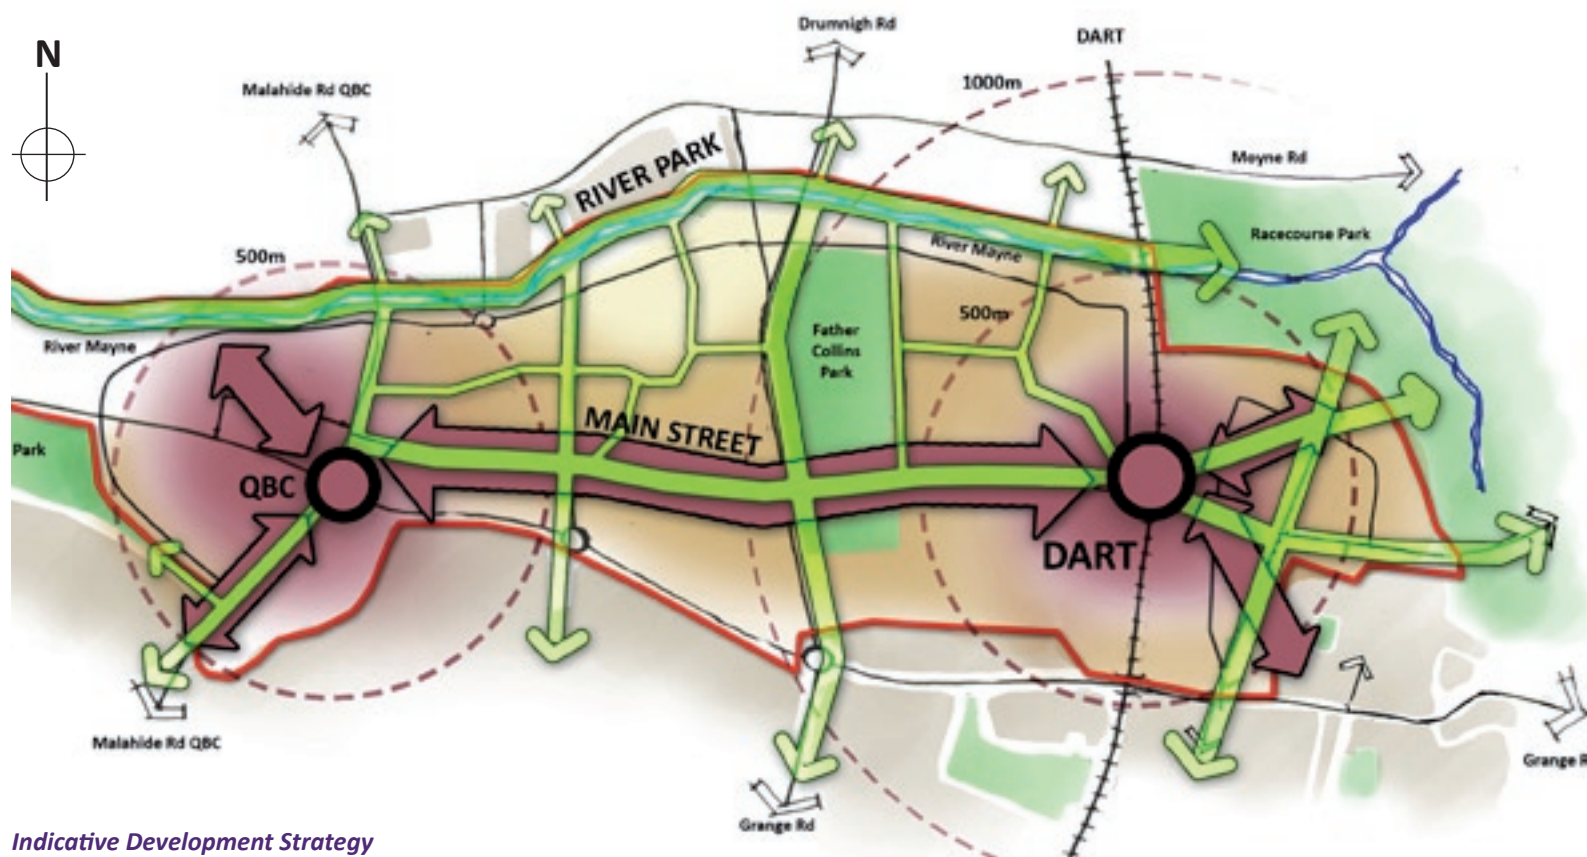 Drumnigh Rd
DART
N
1000m
Malahide Rd QBC
RIVER PARK
Moyne Rd
Racecourse Park
River Mayne
500m
500m
River Mayne
Father
Collins
Park
MAIN STREET
Park
QBC
DART
Malahide Rd QBC
Grange R
Grange Rd
Indicative Development Strategy